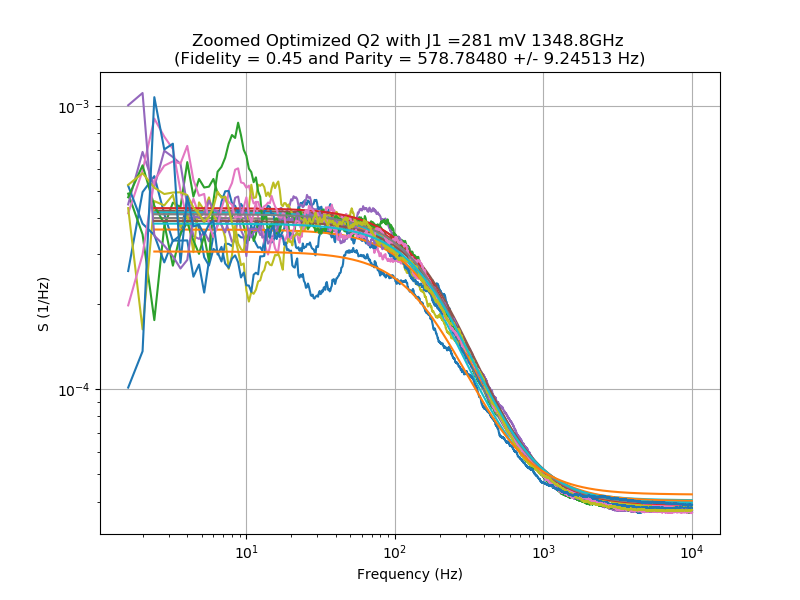 Zoomed Optimized Q2 with J1 =281 mV 1348.8GHz
(Fidelity = 0.45 and Parity = 578.78480 +/- 9.24513 Hz)
10⁻³
10⁻⁴
S (1/Hz)
10¹ 10² 10³ 10⁴
Frequency (Hz)